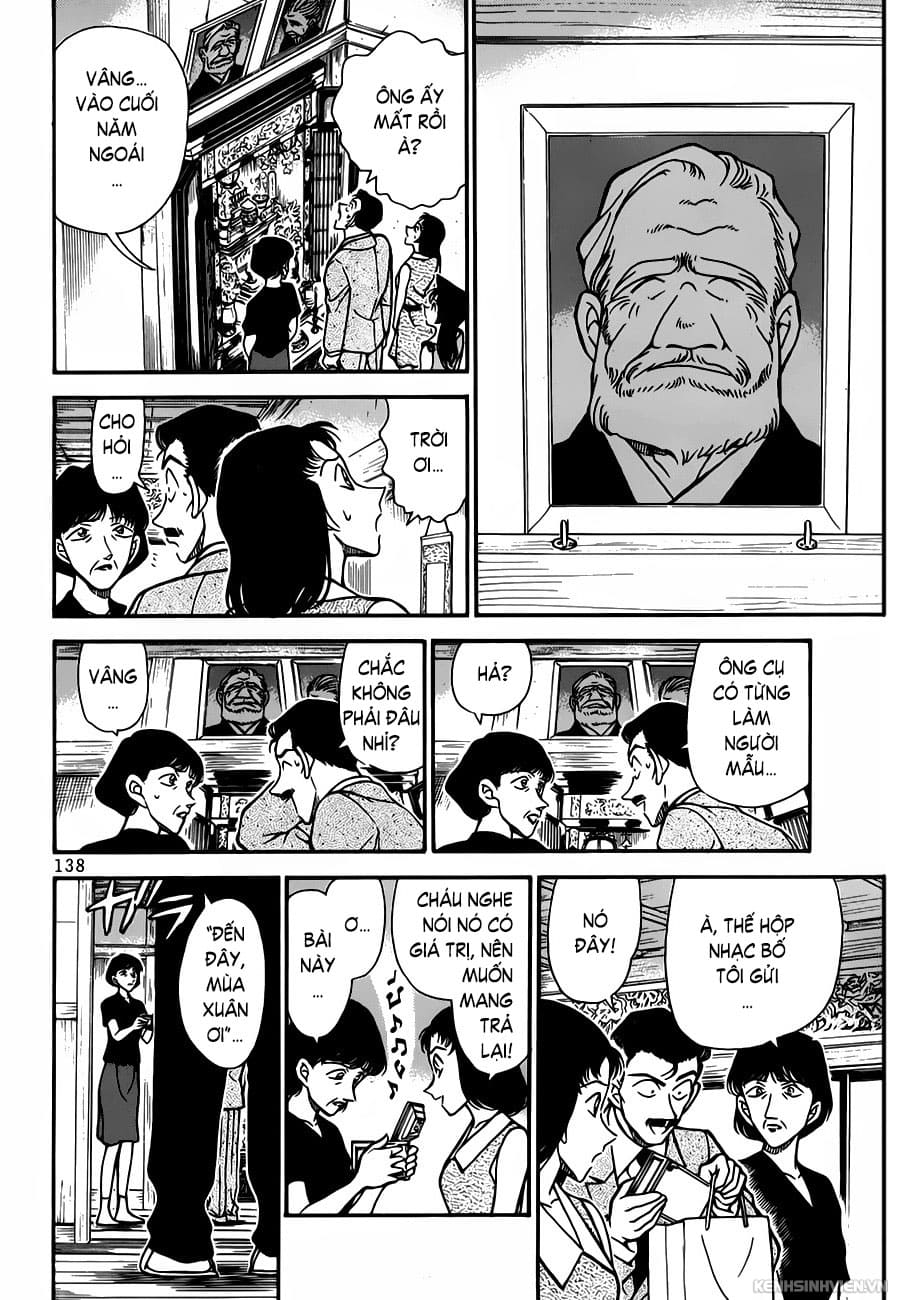 ÔNG ẤY
MẤT RỒI
À?
VÂNG...
VÀO CUỐI
NĂM
NGOÁI
...
TRỜI
ƠI...
CHO
HỎI
...
ÔNG CỤ
CÓ TỪNG
LÀM
NGƯỜI
MẪU...
HẢ?
CHẮC
KHÔNG
PHẢI ĐÂU
NHỈ?
VÂNG
...
138
À, THẾ HỘP
NHẠC BỐ
TÔI GỬI
...
NÓ
ĐÂY!
CHÁU NGHE
NÓI NÓ CÓ
GIÁ TRỊ, NÊN
MUỐN
MANG
TRẢ
LẠI!
Ơ...
BÀI
NÀY
...
“ĐẾN
ĐÂY,
MÙA
XUÂN
ƠI”...
KENHSINHVIEN.VN